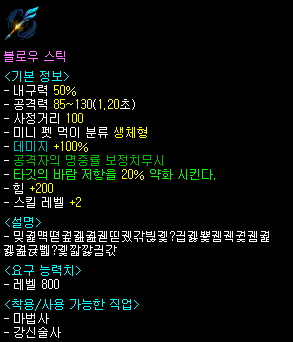 블로우 스틱
<기본 정보>
- 내구력 50%
- 공격력 85~130(1.20초)
- 사정거리 100
- 미니 펫 먹이 분류 생체형
- 데미지 +100%
- 공격자의 명중률 보정치무시
- 타깃의 바람 저항을 20% 약화 시킨다.
- 힘 +200
- 스킬 레벨 +2
<설명>
<요구 능력치>
- 레벨 800
<착용/사용 가능한 직업>
- 마법사
- 강신술사